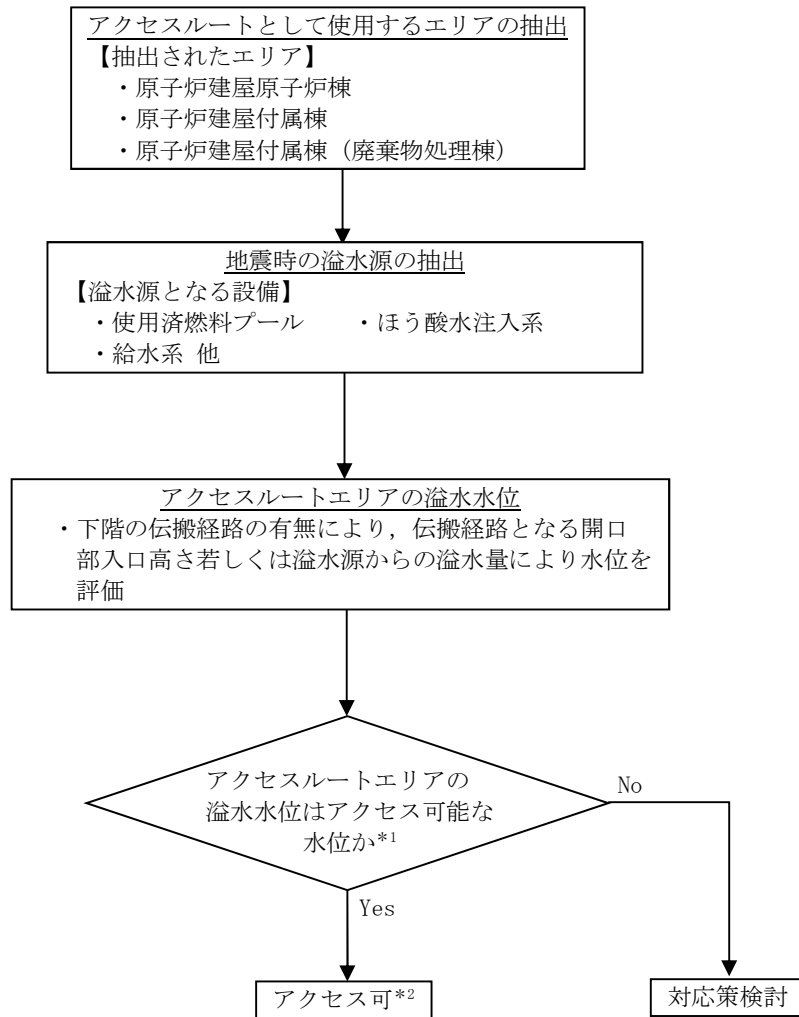 アクセスルートとして使用するエリアの抽出
【抽出されたエリア】
・原子炉建屋原子炉棟
・原子炉建屋付属棟
・原子炉建屋付属棟（廃棄物処理棟）
地震時の溢水源の抽出
【溢水源となる設備】
・使用済燃料プール　　・ほう酸水注入系
・給水系 他
アクセスルートエリアの溢水水位
・下階の伝搬経路の有無により，伝搬経路となる開口
部入口高さ若しくは溢水源からの溢水量により水位を
評価
アクセスルートエリアの
溢水水位はアクセス可能な
水位か*1
No
Yes
アクセス可*2
対応策検討